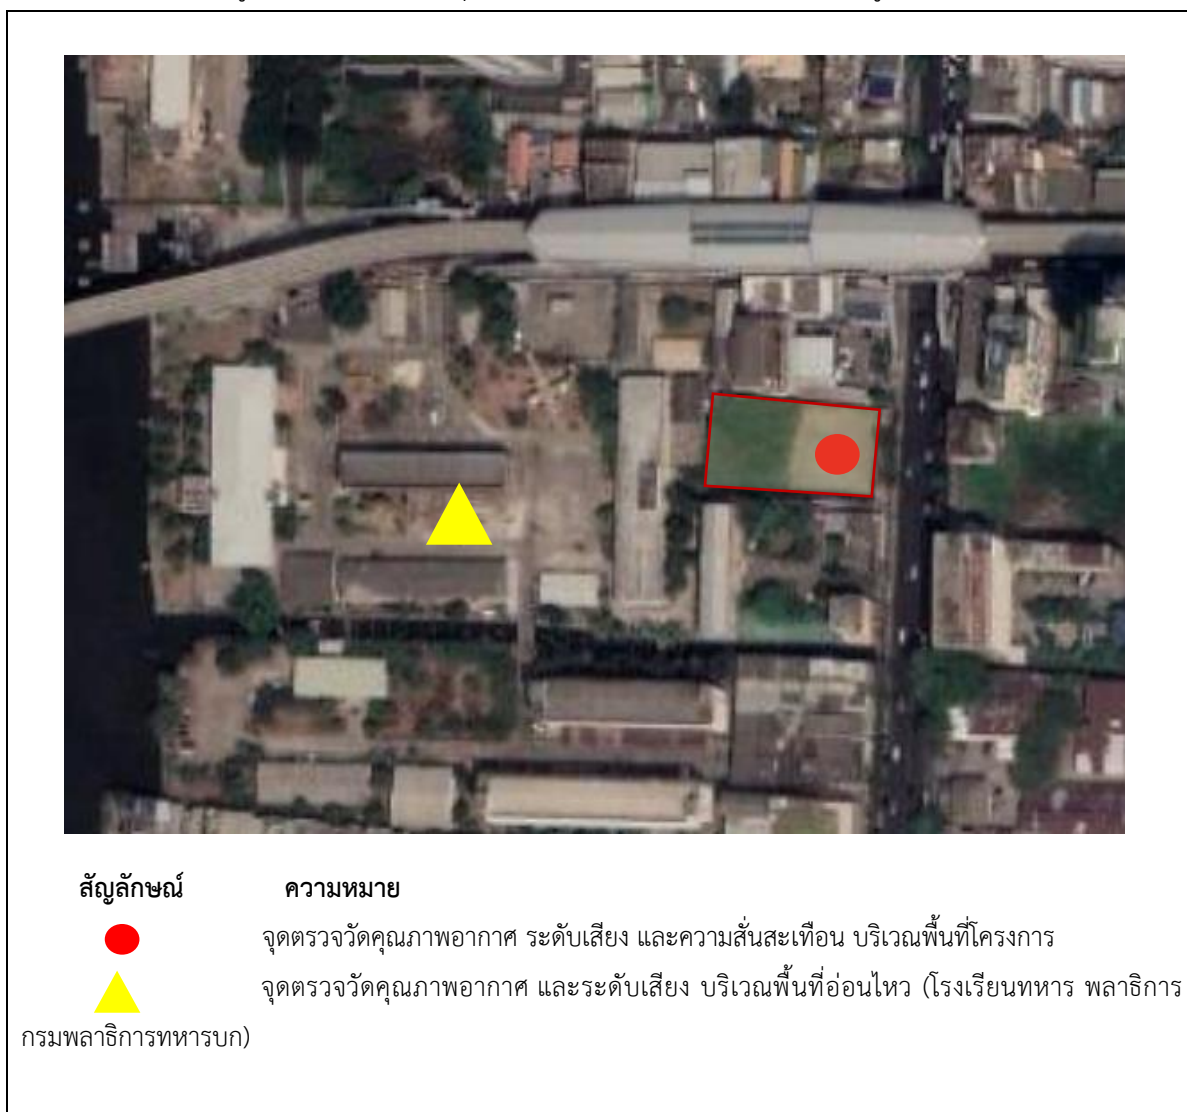 สัญลักษณ์ ความหมาย
จุดตรวจวัดคุณภาพอากาศ ระดับเสียง และความสั่นสะเทือน บริเวณพื้นที่โครงการ
จุดตรวจวัดคุณภาพอากาศ และระดับเสียง บริเวณพื้นที่อ่อนไหว (โรงเรียนทหาร พลาธิการ
กรมพลาธิการทหารบก)